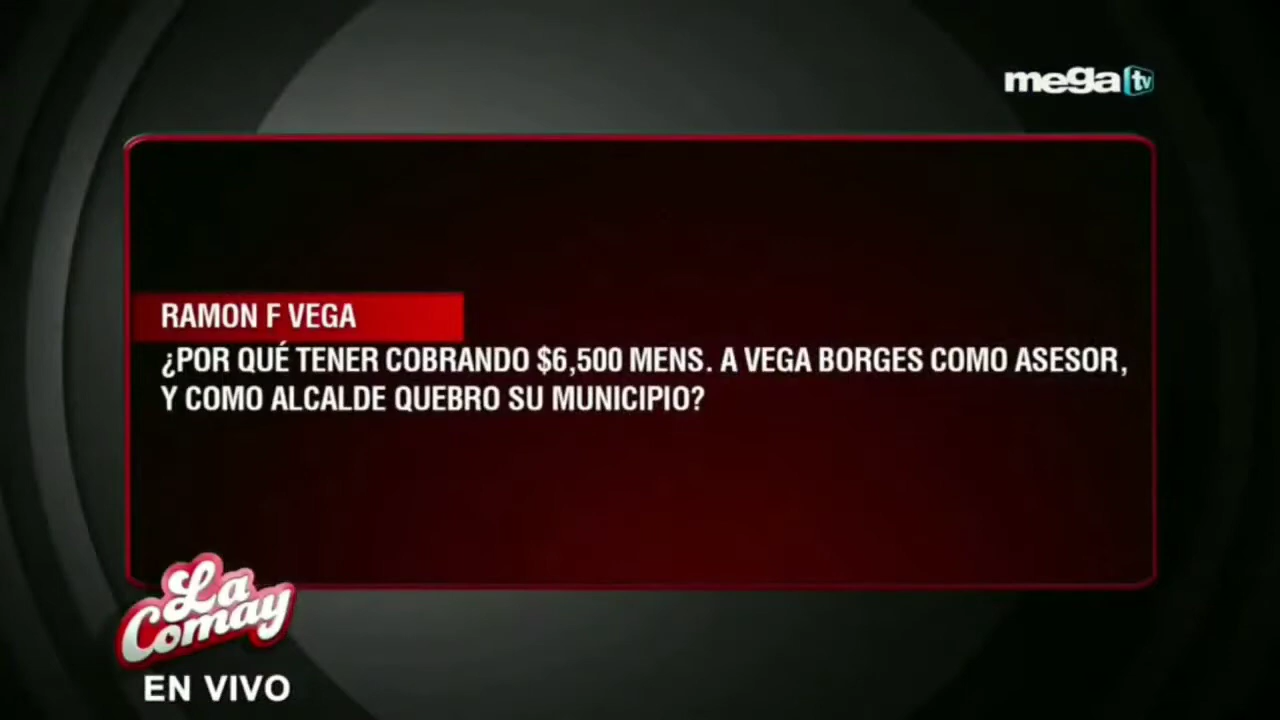 mega tv
RAMON F VEGA
¿POR QUÉ TENER COBRANDO $6,500 MENS. A VEGA BORGES COMO ASESOR,
Y COMO ALCALDE QUEBRO SU MUNICIPIO?
La
Comay
EN VIVO